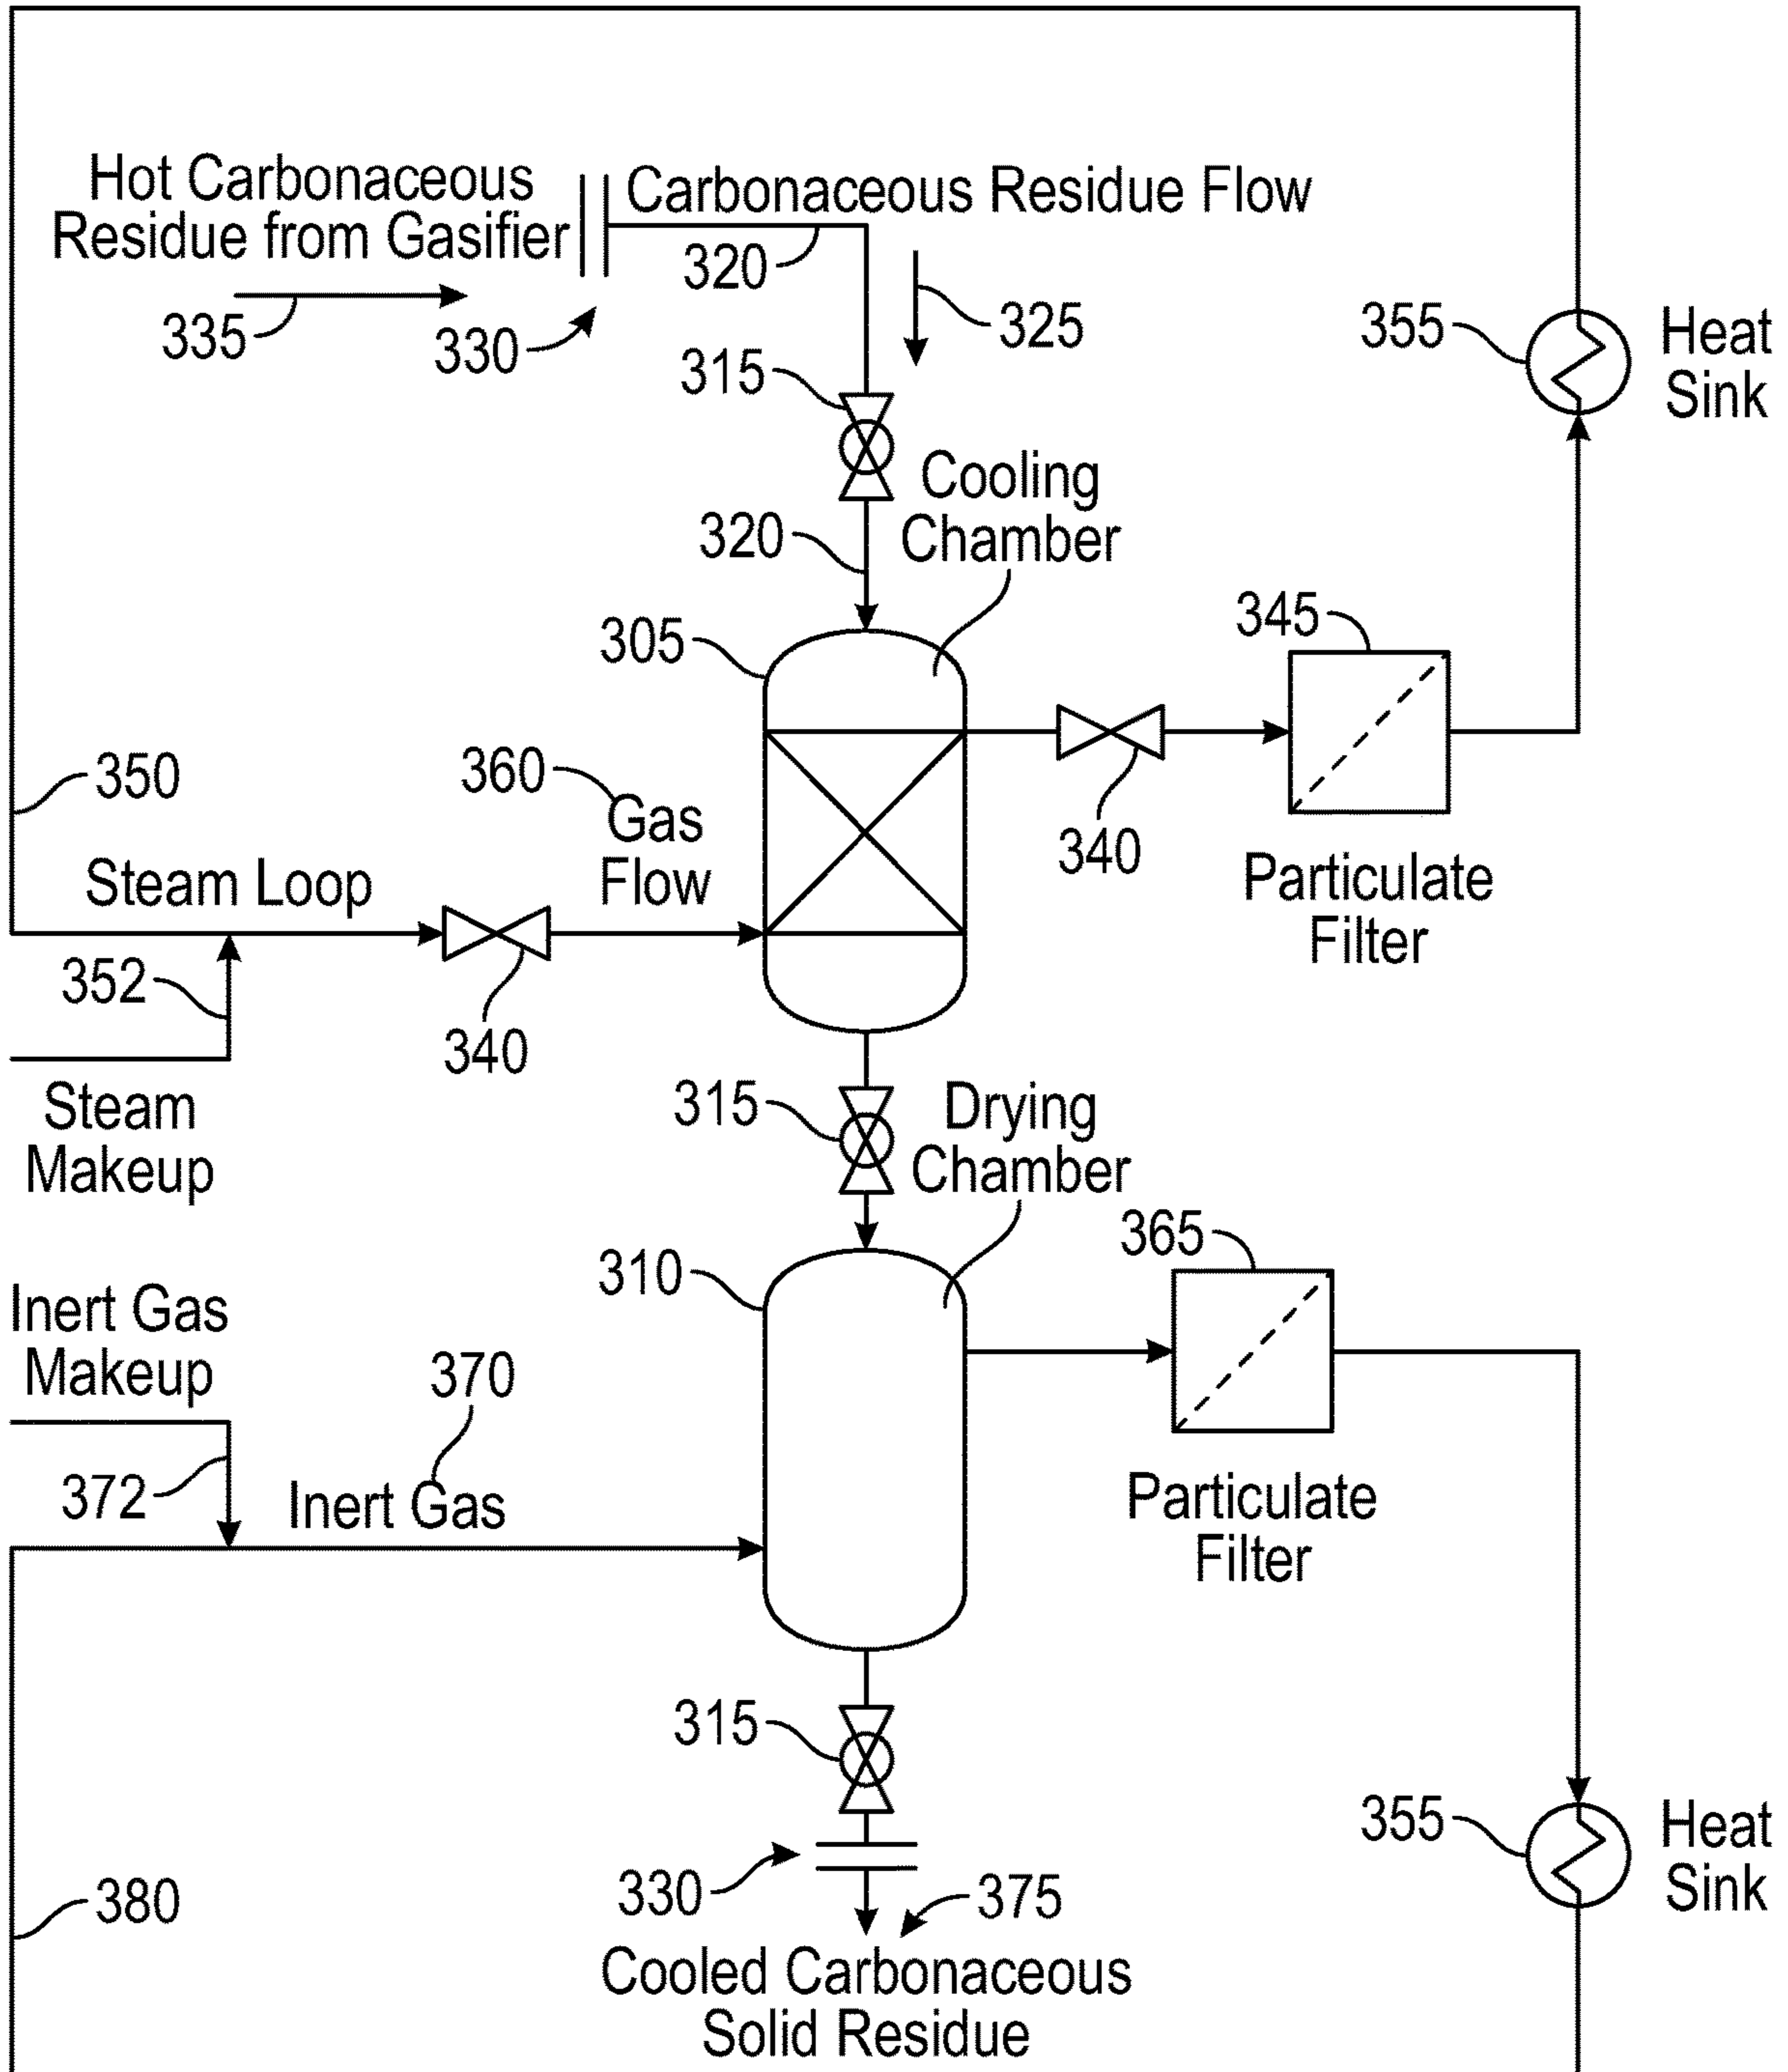 Hot Carbonaceous
Residue from Gasifier
335
330
Carbonaceous Residue Flow
320
325
315
355
Heat
Sink
320
Cooling
Chamber
305
345
350
360
Gas
Flow
340
Particulate
Filter
Steam Loop
352
340
Steam
Makeup
315
Drying
Chamber
310
365
Inert Gas
Makeup
370
372
Inert Gas
Particulate
Filter
315
355
Heat
Sink
330
375
380
Cooled Carbonaceous
Solid Residue